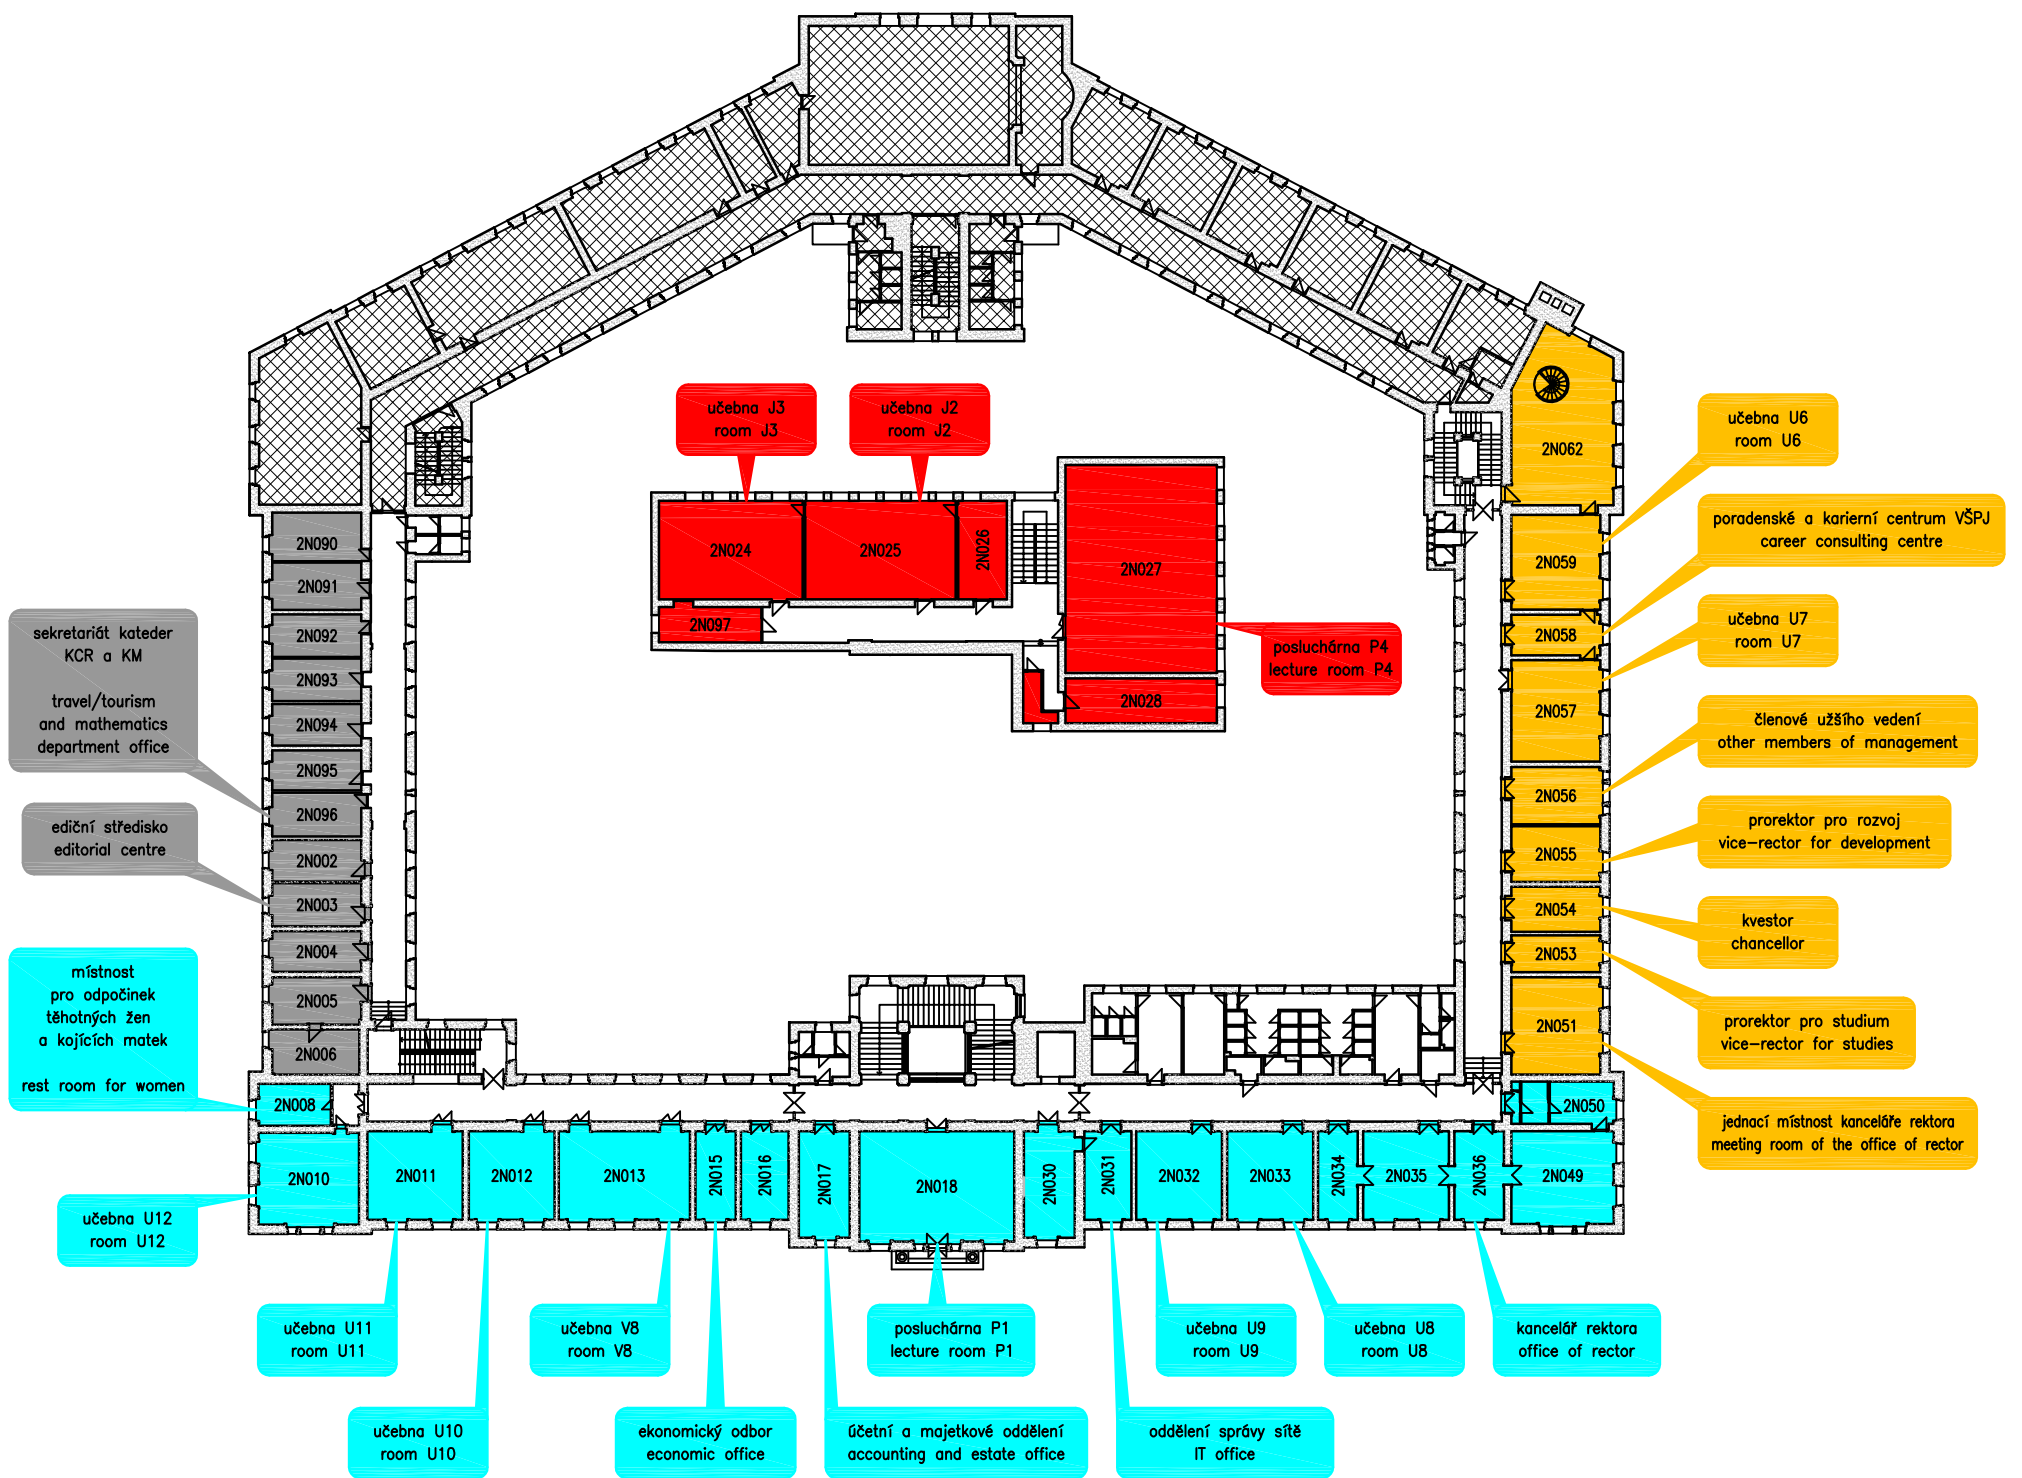 učebna J3
room J3
učebna J2
room J2
učebna U6
room U6
2N062
poradenské a karierní centrum VŠPJ
career consulting centre
2N090
2N091
2N092
2N093
2N094
2N095
2N096
2N002
2N003
2N004
2N005
2N006
2N024
2N025
2N026
2N027
2N097
2N028
2N059
2N058
2N057
2N056
2N055
2N054
2N053
2N051
sekretariát kateder
KCR a KM
travel/tourism
and mathematics
department office
posluchárna P4
lecture room P4
učebna U7
room U7
členové užšího vedení
other members of management
ediční středisko
editorial centre
prorektor pro rozvoj
vice-rector for development
kvestor
chancellor
místnost
pro odpočinek
těhotných žen
a kojících matek
rest room for women
prorektor pro studium
vice-rector for studies
jednací místnost kanceláře rektora
meeting room of the office of rector
2N008
2N050
2N010
2N011
2N012
2N013
2N015
2N016
2N017
2N018
2N030
2N031
2N032
2N033
2N034
2N035
2N036
2N049
učebna U12
room U12
učebna U11
room U11
učebna V8
room V8
posluchárna P1
lecture room P1
učebna U9
room U9
učebna U8
room U8
kancelář rektora
office of rector
učebna U10
room U10
ekonomický odbor
economic office
účetní a majetkové oddělení
accounting and estate office
oddělení správy sítě
IT office